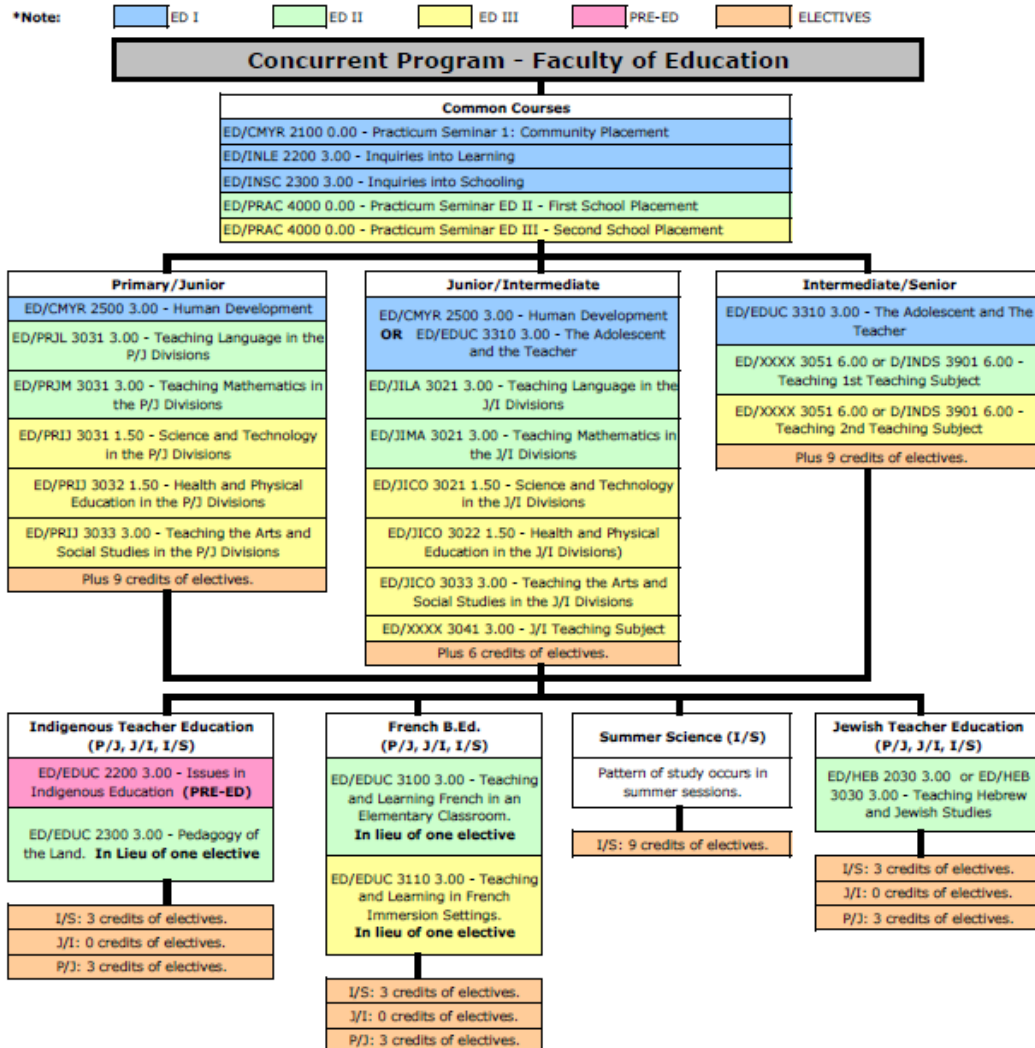 *Note: ED I ED II ED III PRE-ED ELECTIVES
Concurrent Program - Faculty of Education
Common Courses
ED/CMYR 2100 0.00 - Practicum Seminar 1: Community Placement
ED/INLE 2200 3.00 - Inquiries into Learning
ED/INSC 2300 3.00 - Inquiries into Schooling
ED/PRAC 4000 0.00 - Practicum Seminar ED II - First School Placement
ED/PRAC 4000 0.00 - Practicum Seminar ED III - Second School Placement
Primary/Junior
ED/CMYR 2500 3.00 - Human Development
ED/PRJL 3031 3.00 - Teaching Language in the
P/J Divisions
ED/PRJM 3031 3.00 - Teaching Mathematics in
the P/J Divisions
ED/PRIJ 3031 1.50 - Science and Technology
in the P/J Divisions
ED/PRIJ 3032 1.50 - Health and Physical
Education in the P/J Divisions
ED/PRIJ 3033 3.00 - Teaching the Arts and
Social Studies in the P/J Divisions
Plus 9 credits of electives.
Junior/Intermediate
ED/CMYR 2500 3.00 - Human Development
OR ED/EDUC 3310 3.00 - The Adolescent
and the Teacher
ED/JILA 3021 3.00 - Teaching Language in the
J/I Divisions
ED/JIMA 3021 3.00 - Teaching Mathematics in
the J/I Divisions
ED/JICO 3021 1.50 - Science and Technology
in the J/I Divisions
ED/JICO 3022 1.50 - Health and Physical
Education in the J/I Divisions)
ED/JICO 3033 3.00 - Teaching the Arts and
Social Studies in the J/I Divisions
ED/XXXX 3041 3.00 - J/I Teaching Subject
Plus 6 credits of electives.
Intermediate/Senior
ED/EDUC 3310 3.00 - The Adolescent and The
Teacher
ED/XXXX 3051 6.00 or D/INDS 3901 6.00 -
Teaching 1st Teaching Subject
ED/XXXX 3051 6.00 or D/INDS 3901 6.00 -
Teaching 2nd Teaching Subject
Plus 9 credits of electives.
Indigenous Teacher Education
(P/J, J/I, I/S)
ED/EDUC 2200 3.00 - Issues in
Indigenous Education (PRE-ED)
ED/EDUC 2300 3.00 - Pedagogy of
the Land. In Lieu of one elective
I/S: 3 credits of electives.
J/I: 0 credits of electives.
P/J: 3 credits of electives.
French B.Ed.
(P/J, J/I, I/S)
ED/EDUC 3100 3.00 - Teaching
and Learning French in an
Elementary Classroom.
In lieu of one elective
ED/EDUC 3110 3.00 - Teaching
and Learning in French
Immersion Settings.
In lieu of one elective
I/S: 3 credits of electives.
J/I: 0 credits of electives.
P/J: 3 credits of electives.
Summer Science (I/S)
Pattern of study occurs in
summer sessions.
I/S: 9 credits of electives.
Jewish Teacher Education
(P/J, J/I, I/S)
ED/HEB 2030 3.00 or ED/HEB
3030 3.00 - Teaching Hebrew
and Jewish Studies
I/S: 3 credits of electives.
J/I: 0 credits of electives.
P/J: 3 credits of electives.